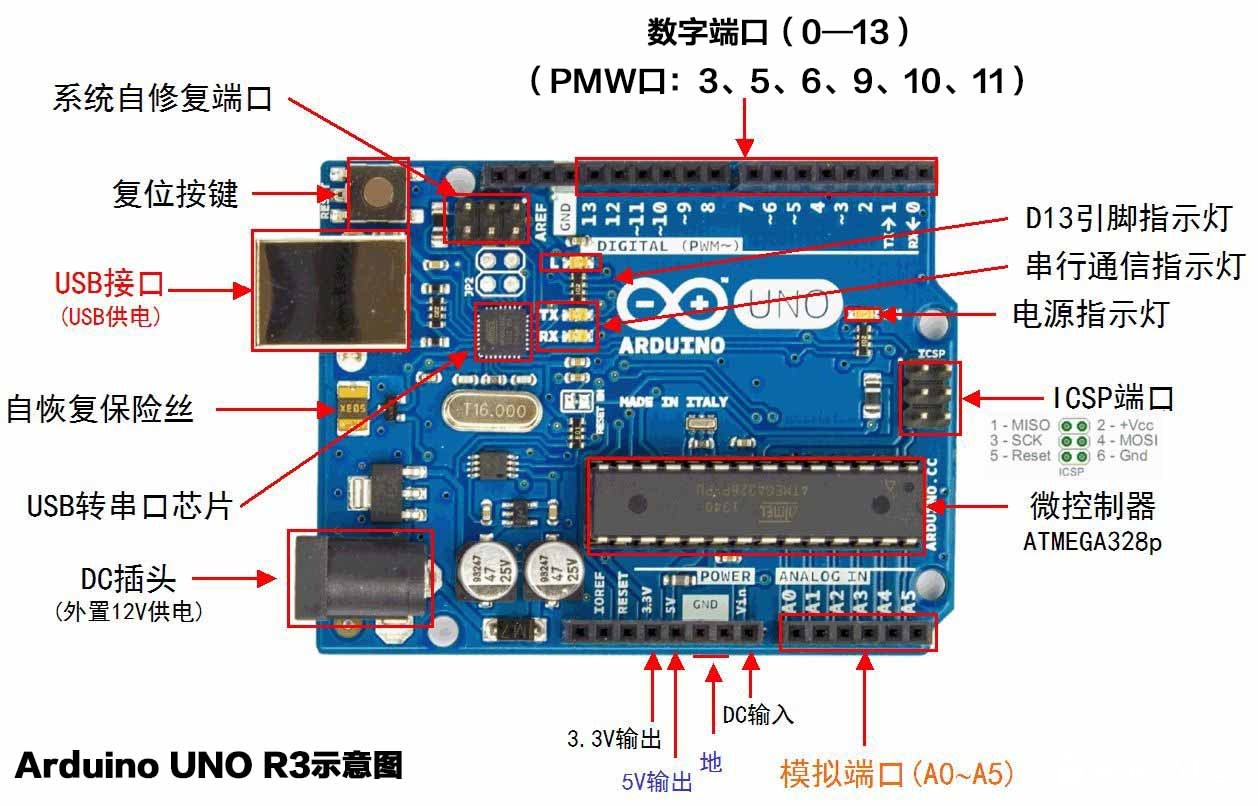 数字端口（0—13）
（PMW口：3、5、6、9、10、11）
系统自修复端口
复位按键
USB接口
(USB供电)
自恢复保险丝
USB转串口芯片
DC插头
(外置12V供电)
D13引脚指示灯
串行通信指示灯
电源指示灯
ICSP端口
1 - MISO 2 - +Vcc
3 - SCK 4 - MOSI
5 - Reset 6 - Gnd
ICSP
微控制器
ATMEGA328p
AREF
GND
13
12
~11
~10
~9
8
7
~6
~5
4
~3
2
TX→1
RX←0
DIGITAL (PWM~)
L
TX
RX
JP2
UNO
ARDUINO
ICSP
XE05
T16.000
RESET EN
MADE IN ITALY
ATMEGA328P-PU
ARDUINO.CC
47
25V
47
25V
POWER
ANALOG IN
IOREF
RESET
3.3V
5V
GND
Vin
A0
A1
A2
A3
A4
A5
3.3V输出
5V输出
地
DC输入
模拟端口(A0~A5)
Arduino UNO R3示意图